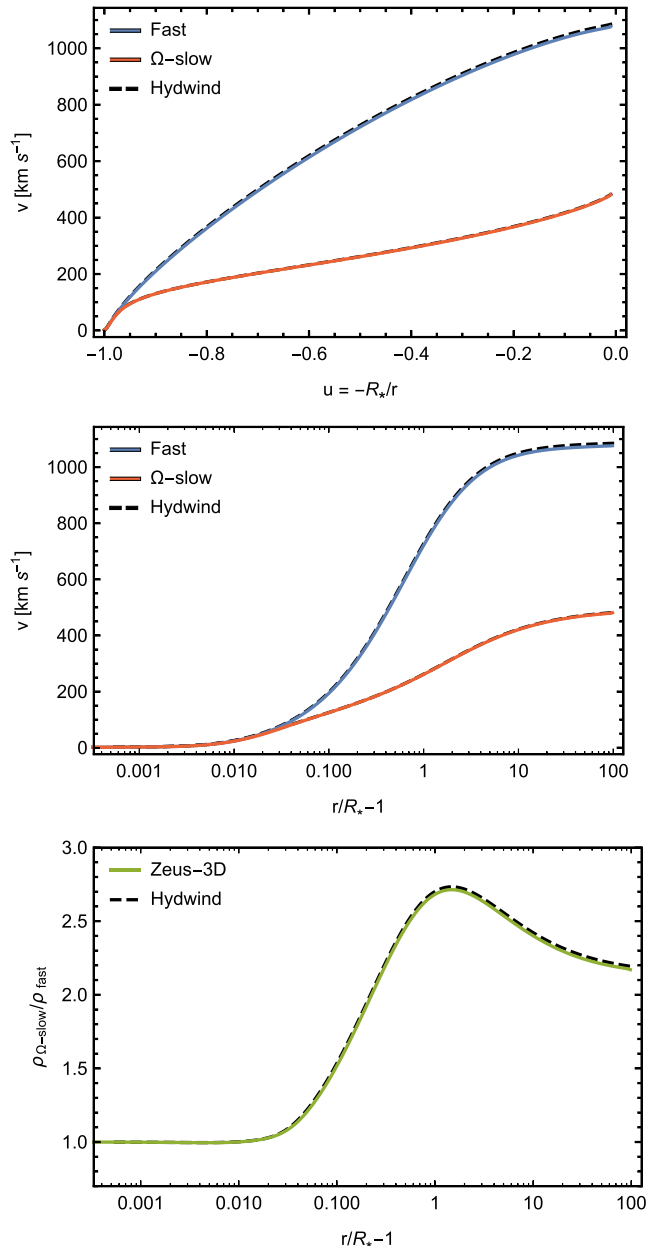 1000
800
600
400
200
0
v [km s⁻¹]
Fast
Ω−slow
Hydwind
−1.0 −0.8 −0.6 −0.4 −0.2 0.0
u = −R*/r
1000
800
600
400
200
0
v [km s⁻¹]
Fast
Ω−slow
Hydwind
0.001 0.010 0.100 1 10 100
r/R*−1
3.0
2.5
2.0
1.5
1.0
ρΩ−slow/ρfast
Zeus−3D
Hydwind
0.001 0.010 0.100 1 10 100
r/R*−1